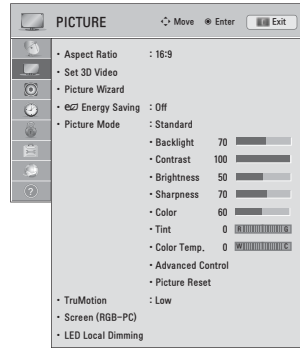 PICTURE Move Enter Exit
• Aspect Ratio : 16:9
• Set 3D Video
• Picture Wizard
• Energy Saving : Off
• Picture Mode : Standard
• Backlight 70
• Contrast 100
• Brightness 50
• Sharpness 70
• Color 60
• Tint 0 R G
• Color Temp. 0 W C
• Advanced Control
• Picture Reset
• TruMotion : Low
• Screen (RGB-PC)
• LED Local Dimming